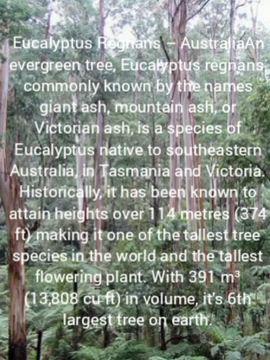 Eucalyptus Regnans – AustraliaAn
evergreen tree, Eucalyptus regnans,
commonly known by the names
giant ash, mountain ash, or
Victorian ash, is a species of
Eucalyptus native to southeastern
Australia, in Tasmania and Victoria.
Historically, it has been known to
attain heights over 114 metres (374
ft) making it one of the tallest tree
species in the world and the tallest
flowering plant. With 391 m³
(13,808 cu ft) in volume, it's 6th
largest tree on earth.